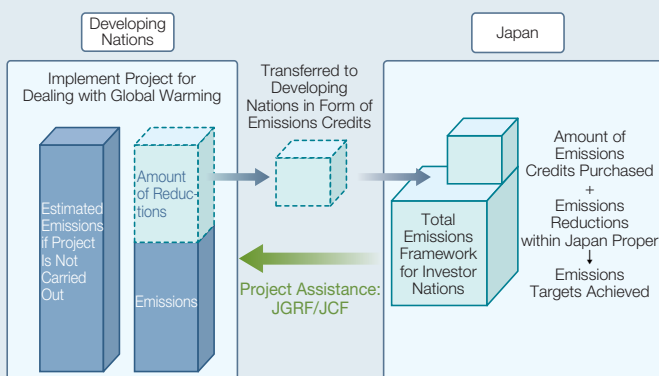 Developing
Nations
Japan
Implement Project for
Dealing with Global Warming
Transferred to
Developing
Nations in Form of
Emissions Credits
Estimated
Emissions
if Project
Is Not
Carried
Out
Amount
of Reduc-
tions
Emissions
Project Assistance:
JGRF/JCF
Total
Emissions
Framework
for Investor
Nations
Amount of
Emissions
Credits Purchased
+
Emissions
Reductions
within Japan Proper
↓
Emissions
Targets Achieved